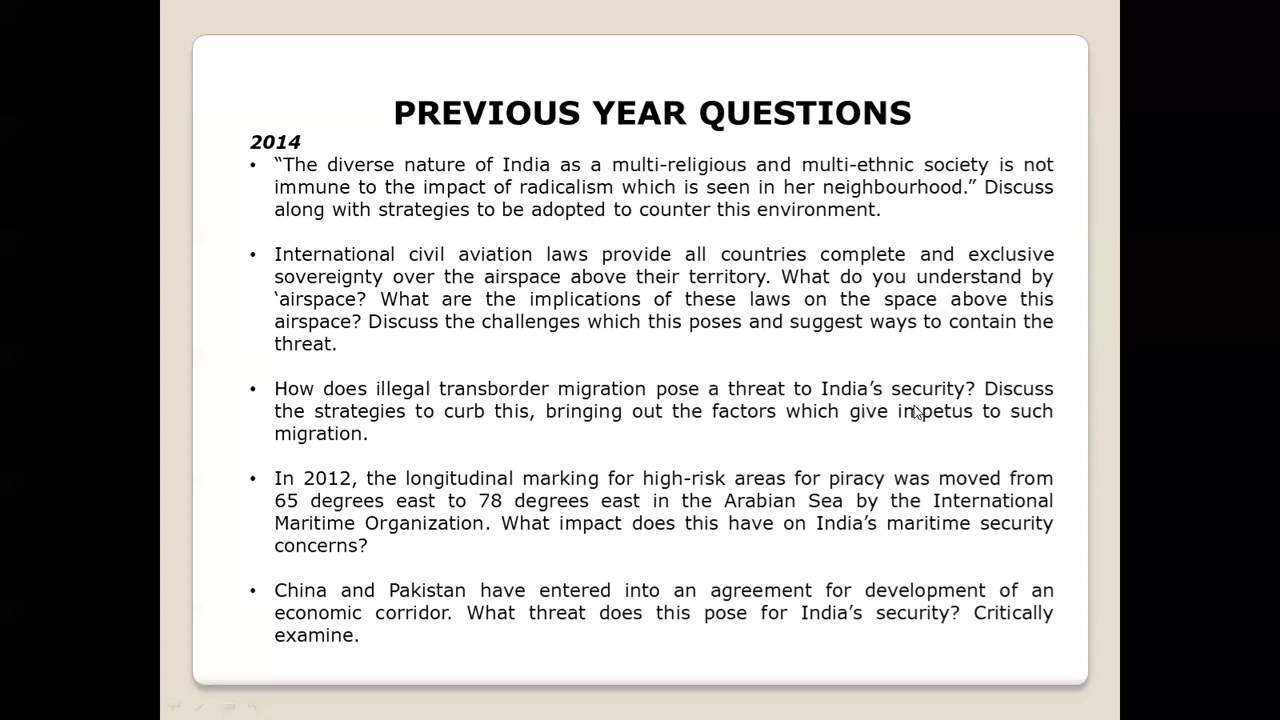 PREVIOUS YEAR QUESTIONS
2014
• “The diverse nature of India as a multi-religious and multi-ethnic society is not
immune to the impact of radicalism which is seen in her neighbourhood.” Discuss
along with strategies to be adopted to counter this environment.
• International civil aviation laws provide all countries complete and exclusive
sovereignty over the airspace above their territory. What do you understand by
‘airspace? What are the implications of these laws on the space above this
airspace? Discuss the challenges which this poses and suggest ways to contain the
threat.
• How does illegal transborder migration pose a threat to India’s security? Discuss
the strategies to curb this, bringing out the factors which give impetus to such
migration.
• In 2012, the longitudinal marking for high-risk areas for piracy was moved from
65 degrees east to 78 degrees east in the Arabian Sea by the International
Maritime Organization. What impact does this have on India’s maritime security
concerns?
• China and Pakistan have entered into an agreement for development of an
economic corridor. What threat does this pose for India’s security? Critically
examine.